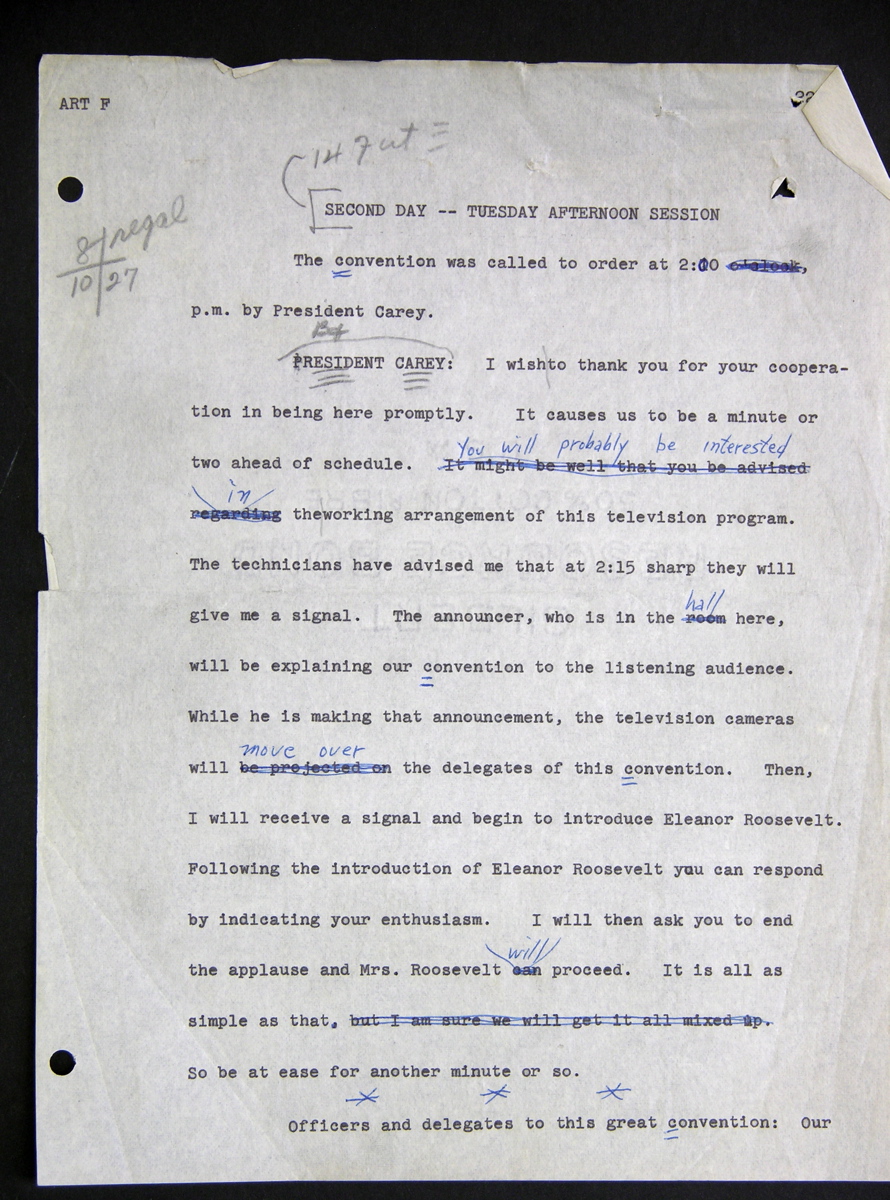 ART F
14 7 cut
SECOND DAY -- TUESDAY AFTERNOON SESSION
8 regal
10 27
The convention was called to order at 2:00 o'clock,
p.m. by President Carey.
PRESIDENT CAREY: I wish to thank you for your coopera-
tion in being here promptly. It causes us to be a minute or
You will probably be interested
two ahead of schedule. It might be well that you be advised
in
regarding theworking arrangement of this television program.
The technicians have advised me that at 2:15 sharp they will
hall
give me a signal. The announcer, who is in the room here,
will be explaining our convention to the listening audience.
While he is making that announcement, the television cameras
move over
will be projected on the delegates of this convention. Then,
I will receive a signal and begin to introduce Eleanor Roosevelt.
Following the introduction of Eleanor Roosevelt you can respond
by indicating your enthusiasm. I will then ask you to end
will
the applause and Mrs. Roosevelt can proceed. It is all as
simple as that. but I am sure we will get it all mixed up.
So be at ease for another minute or so.
Officers and delegates to this great convention: Our